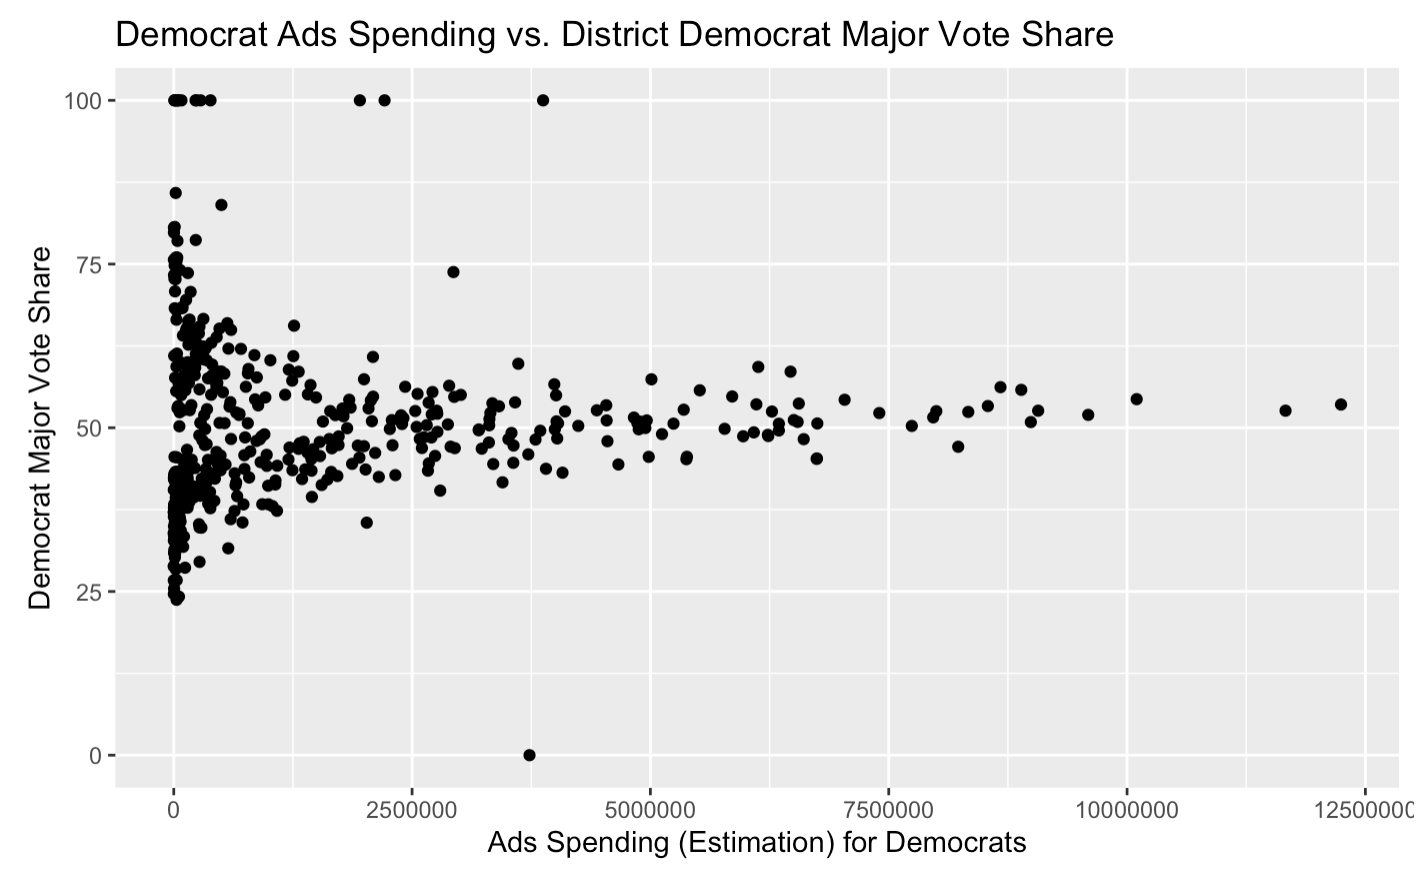 Democrat Ads Spending vs. District Democrat Major Vote Share
Democrat Major Vote Share
100
75
50
25
0
0 2500000 5000000 7500000 10000000 1250000
Ads Spending (Estimation) for Democrats